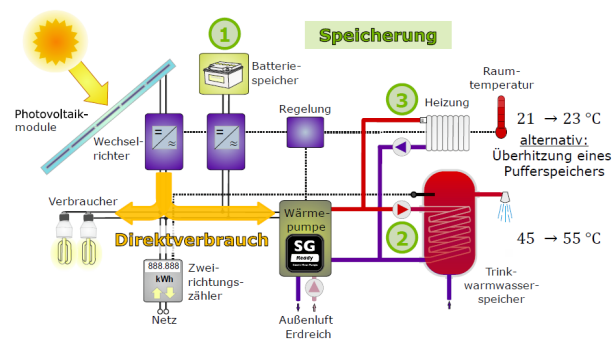 1
Speicherung
Batterie-
speicher
Raum-
temperatur
3
Heizung
Regelung
Photovoltaik-
module
Wechsel-
richter
21 → 23 °C
alternativ:
Überhitzung eines
Pufferspeichers
Verbraucher
Wärme-
pumpe
SG
Ready
Direktverbrauch
2
45 → 55 °C
888.888
kWh
Zwei-
richtungs-
zähler
Trink-
warmwasser-
speicher
Netz
Außenluft
Erdreich